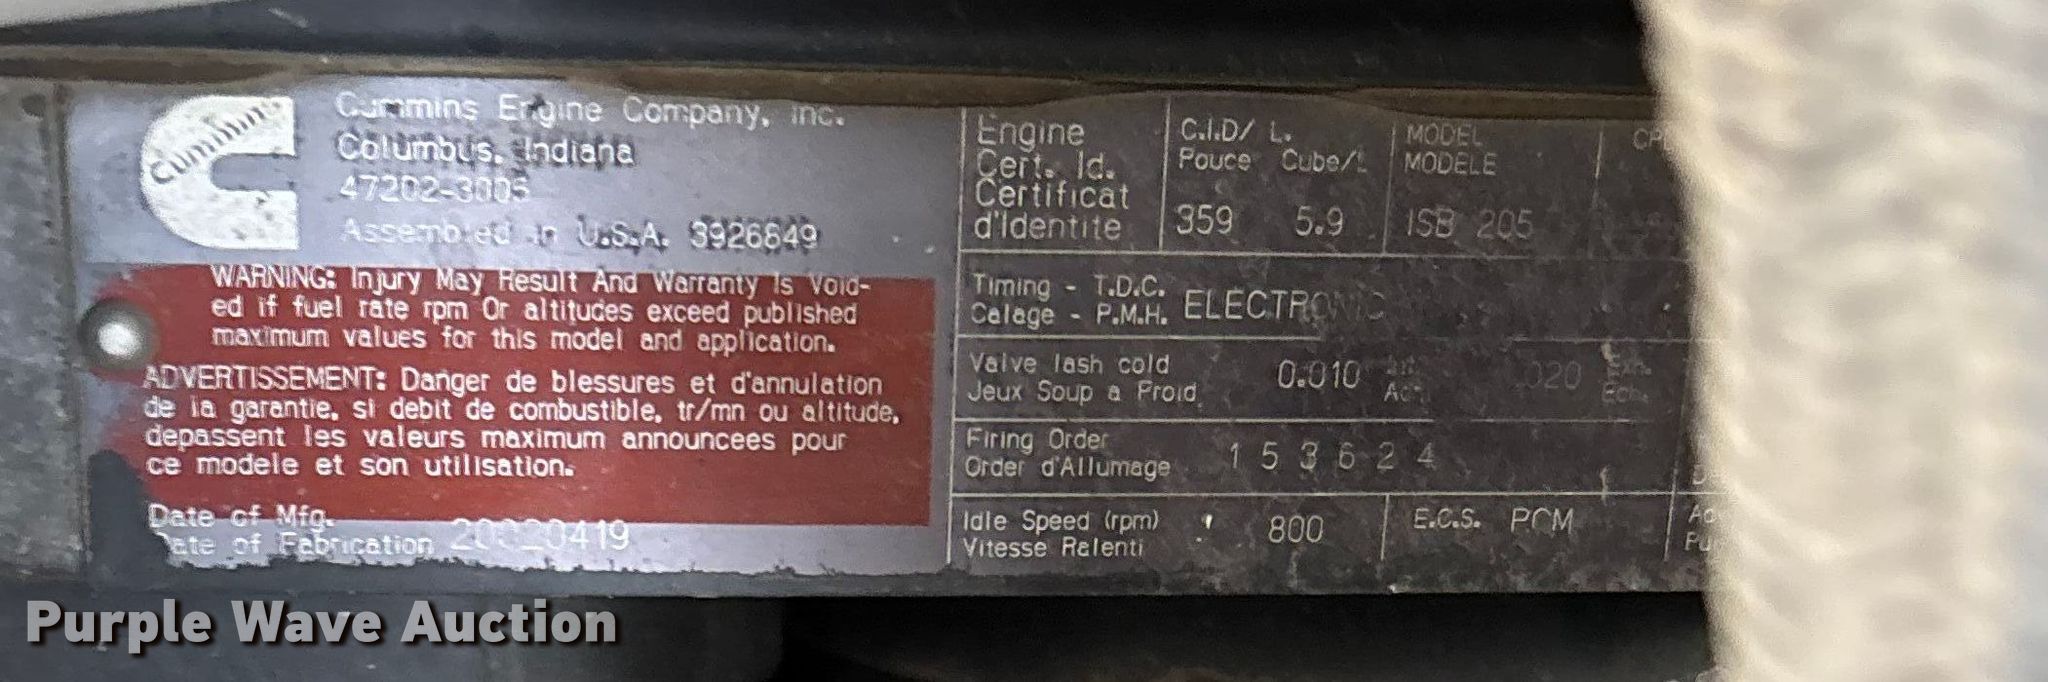 Cummins
Cummins Engine Company, Inc.
Columbus, Indiana
47202-3005
Assembled in U.S.A. 3926849
WARNING: Injury May Result And Warranty Is Void-
ed if fuel rate rpm Or altitudes exceed published
maximum values for this model and application.
ADVERTISSEMENT: Danger de blessures et d'annulation
de la garantie, si debit de combustible, tr/mn ou altitude,
depassent les valeurs maximum announcees pour
ce modele et son utilisation.
Date of Mfg.
Date of Fabrication
Engine
Cert. Id.
Certificat
d'Identite
C.I.D/ L.
Pouce Cube/L
359 5.9
MODEL
MODELE
ISB 205
Timing - T.D.C.
Calage - P.M.H. ELECTRONIC
Valve lash cold
Jeux Soup a Proid
0.010
Firing Order
Order d'Allumage
1 5 3 6 2 4
Idle Speed (rpm)
Vitesse Ralenti
800
E.C.S. PCM
Purple Wave Auction